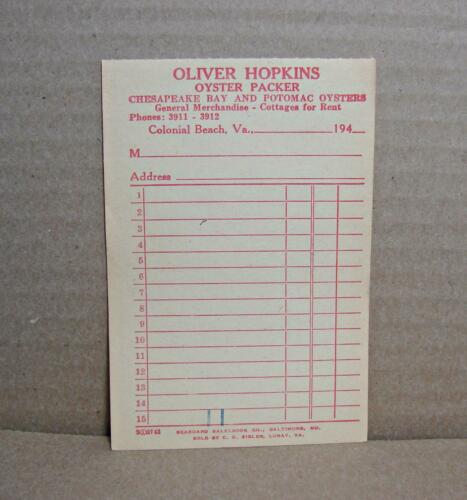 OLIVER HOPKINS
OYSTER PACKER
CHESAPEAKE BAY AND POTOMAC OYSTERS
General Merchandise - Cottages for Rent
Phones: 3911 - 3912
Colonial Beach, Va., 194
M
Address
1
2
3
4
5
6
7
8
9
10
11
12
13
14
15
SEABOARD SALESBOOK CO., BALTIMORE, MD.
SOLD BY C. C. SIBLER, LURAY, VA.